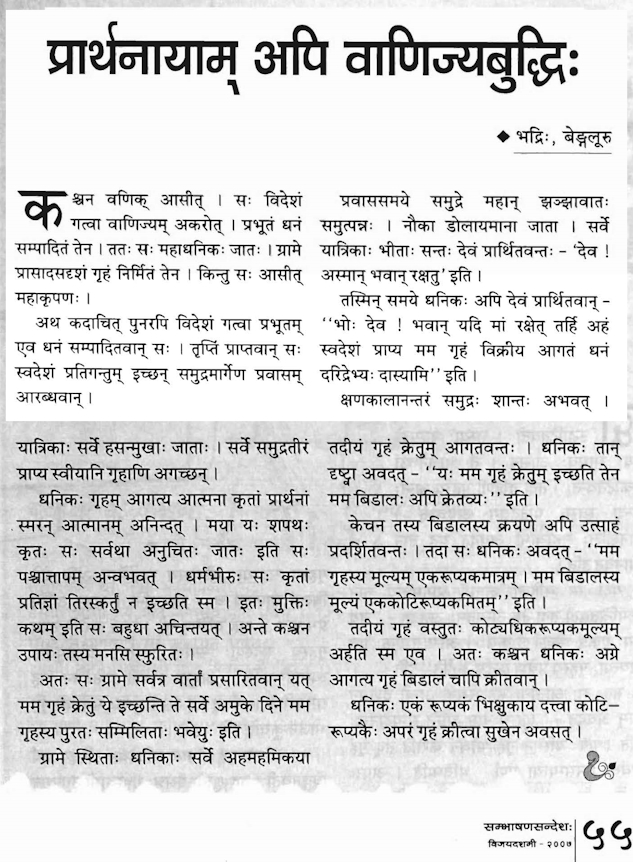 प्रार्थनायाम् अपि वाणिज्यबुद्धिः
◆ भद्रिः, बेङ्गलूरु
कश्चन वणिक् आसीत् । सः विदेशं
गत्वा वाणिज्यम् अकरोत् । प्रभूतं धनं
सम्पादितं तेन । ततः सः महाधनिकः जातः । ग्रामे
प्रासादसदृशं गृहं निर्मितं तेन । किन्तु सः आसीत्
महाकृपणः ।
अथ कदाचित् पुनरपि विदेशं गत्वा प्रभूतम्
एव धनं सम्पादितवान् सः । तृप्तिं प्राप्तवान् सः
स्वदेशं प्रतिगन्तुम् इच्छन् समुद्रमार्गेण प्रवासम्
आरब्धवान् ।
प्रवाससमये समुद्रे महान् झञ्झावातः
समुत्पन्नः । नौका डोलायमाना जाता । सर्वे
यात्रिकाः भीताः सन्तः देवं प्रार्थितवन्तः - 'देव !
अस्मान् भवान् रक्षतु' इति ।
तस्मिन् समये धनिकः अपि देवं प्रार्थितवान् -
''भोः देव ! भवान् यदि मां रक्षेत् तर्हि अहं
स्वदेशं प्राप्य मम गृहं विक्रीय आगतं धनं
दरिद्रेभ्यः दास्यामि'' इति ।
क्षणकालानन्तरं समुद्रः शान्तः अभवत् ।
यात्रिकाः सर्वे हसन्मुखाः जाताः । सर्वे समुद्रतीरं
प्राप्य स्वीयानि गृहाणि अगच्छन् ।
धनिकः गृहम् आगत्य आत्मना कृतां प्रार्थनां
स्मरन् आत्मानम् अनिन्दत् । मया यः शपथः
कृतः सः सर्वथा अनुचितः जातः इति सः
पश्चात्तापम् अन्वभवत् । धर्मभीरुः सः कृतां
प्रतिज्ञां तिरस्कर्तुं न इच्छति स्म । इतः मुक्तिः
कथम् इति सः बहुधा अचिन्तयत् । अन्ते कश्चन
उपायः तस्य मनसि स्फुरितः ।
अतः सः ग्रामे सर्वत्र वार्तां प्रसारितवान् यत्
मम गृहं क्रेतुं ये इच्छन्ति ते सर्वे अमुके दिने मम
गृहस्य पुरतः सम्मिलिताः भवेयुः इति ।
ग्रामे स्थिताः धनिकाः सर्वे अहमहमिकया
तदीयं गृहं क्रेतुम् आगतवन्तः । धनिकः तान्
दृष्ट्वा अवदत् - ''यः मम गृहं क्रेतुम् इच्छति तेन
मम बिडालः अपि क्रेतव्यः'' इति ।
केचन तस्य बिडालस्य क्रयणे अपि उत्साहं
प्रदर्शितवन्तः । तदा सः धनिकः अवदत् - ''मम
गृहस्य मूल्यम् एकरूप्यकमात्रम् । मम बिडालस्य
मूल्यं एककोटिरूप्यकमितम्'' इति ।
तदीयं गृहं वस्तुतः कोट्यधिकरूप्यकमूल्यम्
अर्हति स्म एव । अतः कश्चन धनिकः अग्रे
आगत्य गृहं बिडालं चापि क्रीतवान् ।
धनिकः एकं रूप्यकं भिक्षुकाय दत्त्वा कोटि–
रूप्यकैः अपरं गृहं क्रीत्वा सुखेन अवसत् ।
सम्भाषणसन्देशः
विजयदशमी - २००७
५५